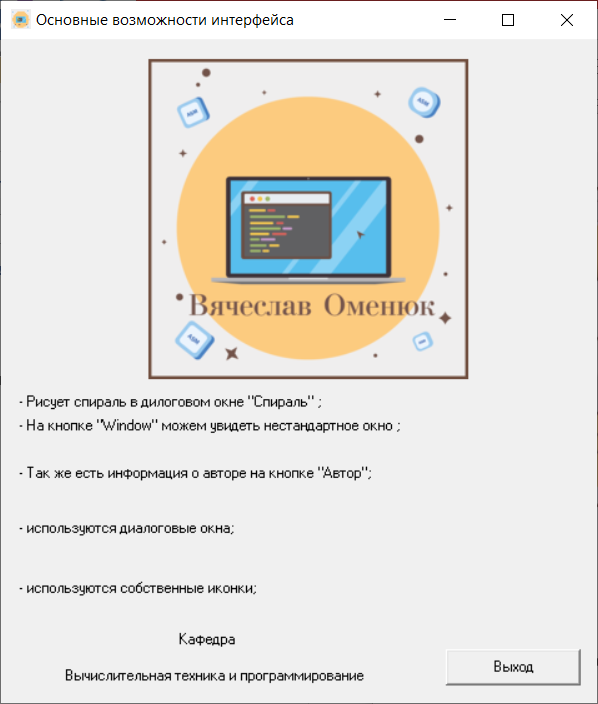 Основные возможности интерфейса
ASM
ASM
Вячеслав Оменюк
ASM
- Рисует спираль в дилоговом окне "Спираль" ;
- На кнопке "Window" можем увидеть нестандартное окно ;
- Так же есть информация о авторе на кнопке "Автор";
- используются диалоговые окна;
- используются собственные иконки;
Кафедра
Вычислительная техника и программирование
Выход